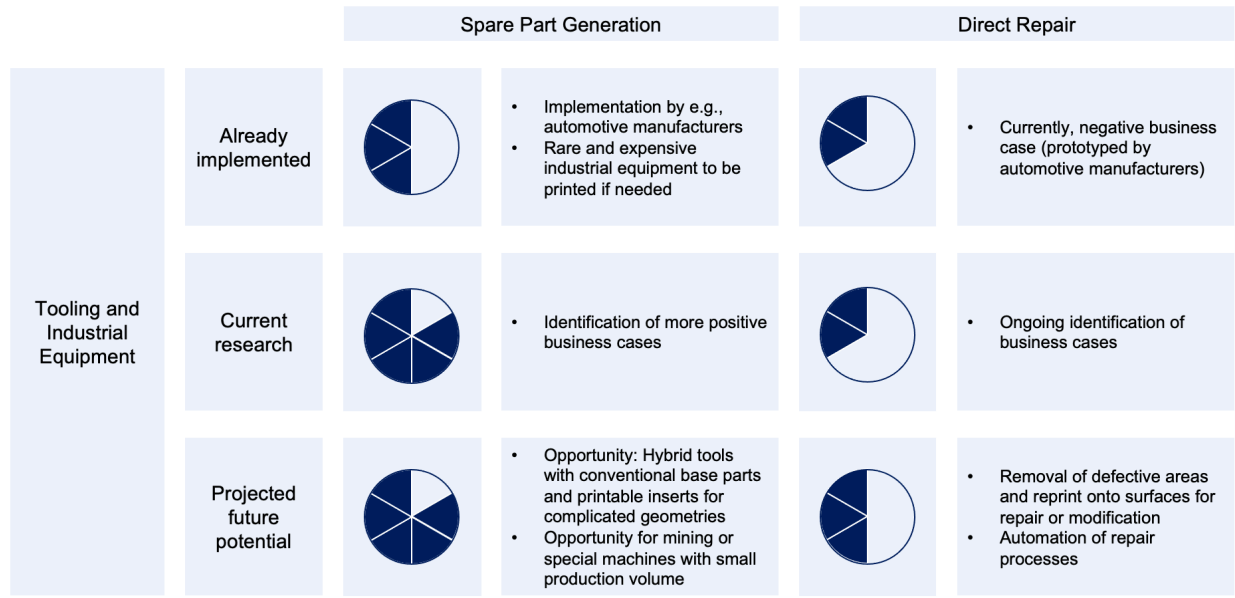 Spare Part Generation
Direct Repair
Tooling and
Industrial
Equipment
Already
implemented
• Implementation by e.g.,
automotive manufacturers
• Rare and expensive
industrial equipment to be
printed if needed
• Currently, negative business
case (prototyped by
automotive manufacturers)
Current
research
• Identification of more positive
business cases
• Ongoing identification of
business cases
Projected
future
potential
• Opportunity: Hybrid tools
with conventional base parts
and printable inserts for
complicated geometries
• Opportunity for mining or
special machines with small
production volume
• Removal of defective areas
and reprint onto surfaces for
repair or modification
• Automation of repair
processes